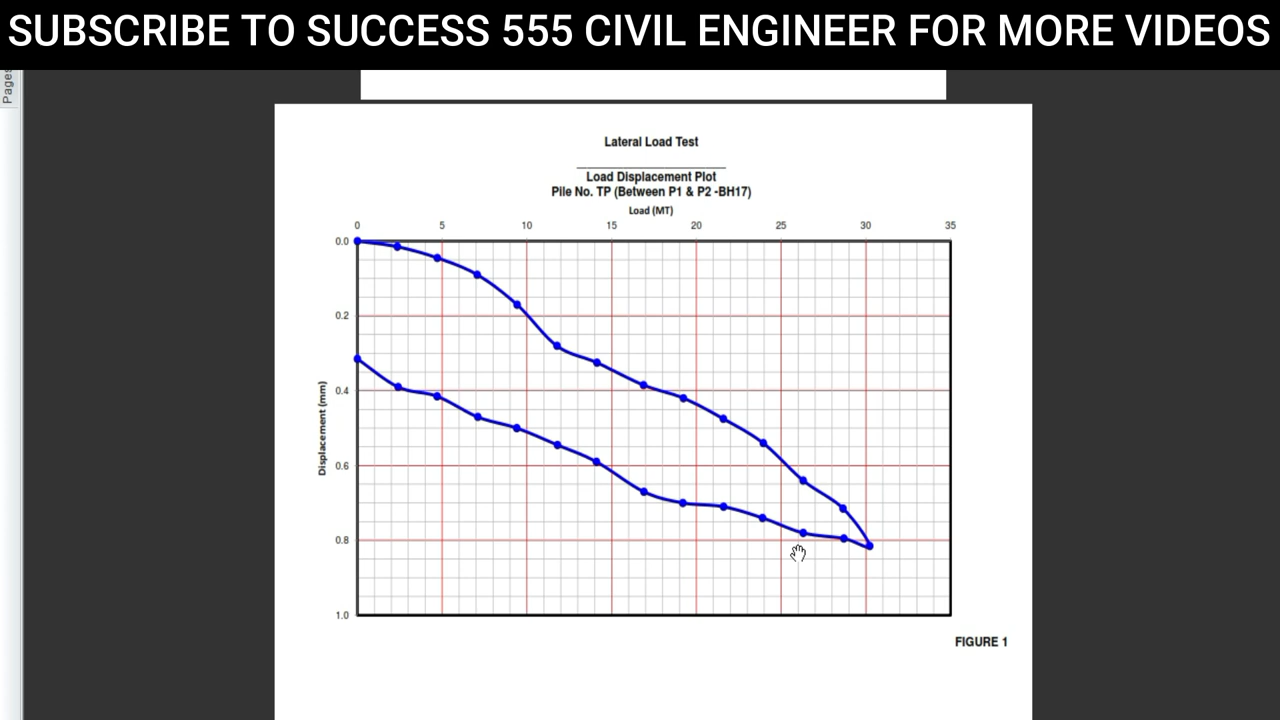 SUBSCRIBE TO SUCCESS 555 CIVIL ENGINEER FOR MORE VIDEOS
Pages
Lateral Load Test
Load Displacement Plot
Pile No. TP (Between P1 & P2 -BH17)
Load (MT)
0 5 10 15 20 25 30 35
0.0
0.2
0.4
0.6
0.8
1.0
Displacement (mm)
FIGURE 1